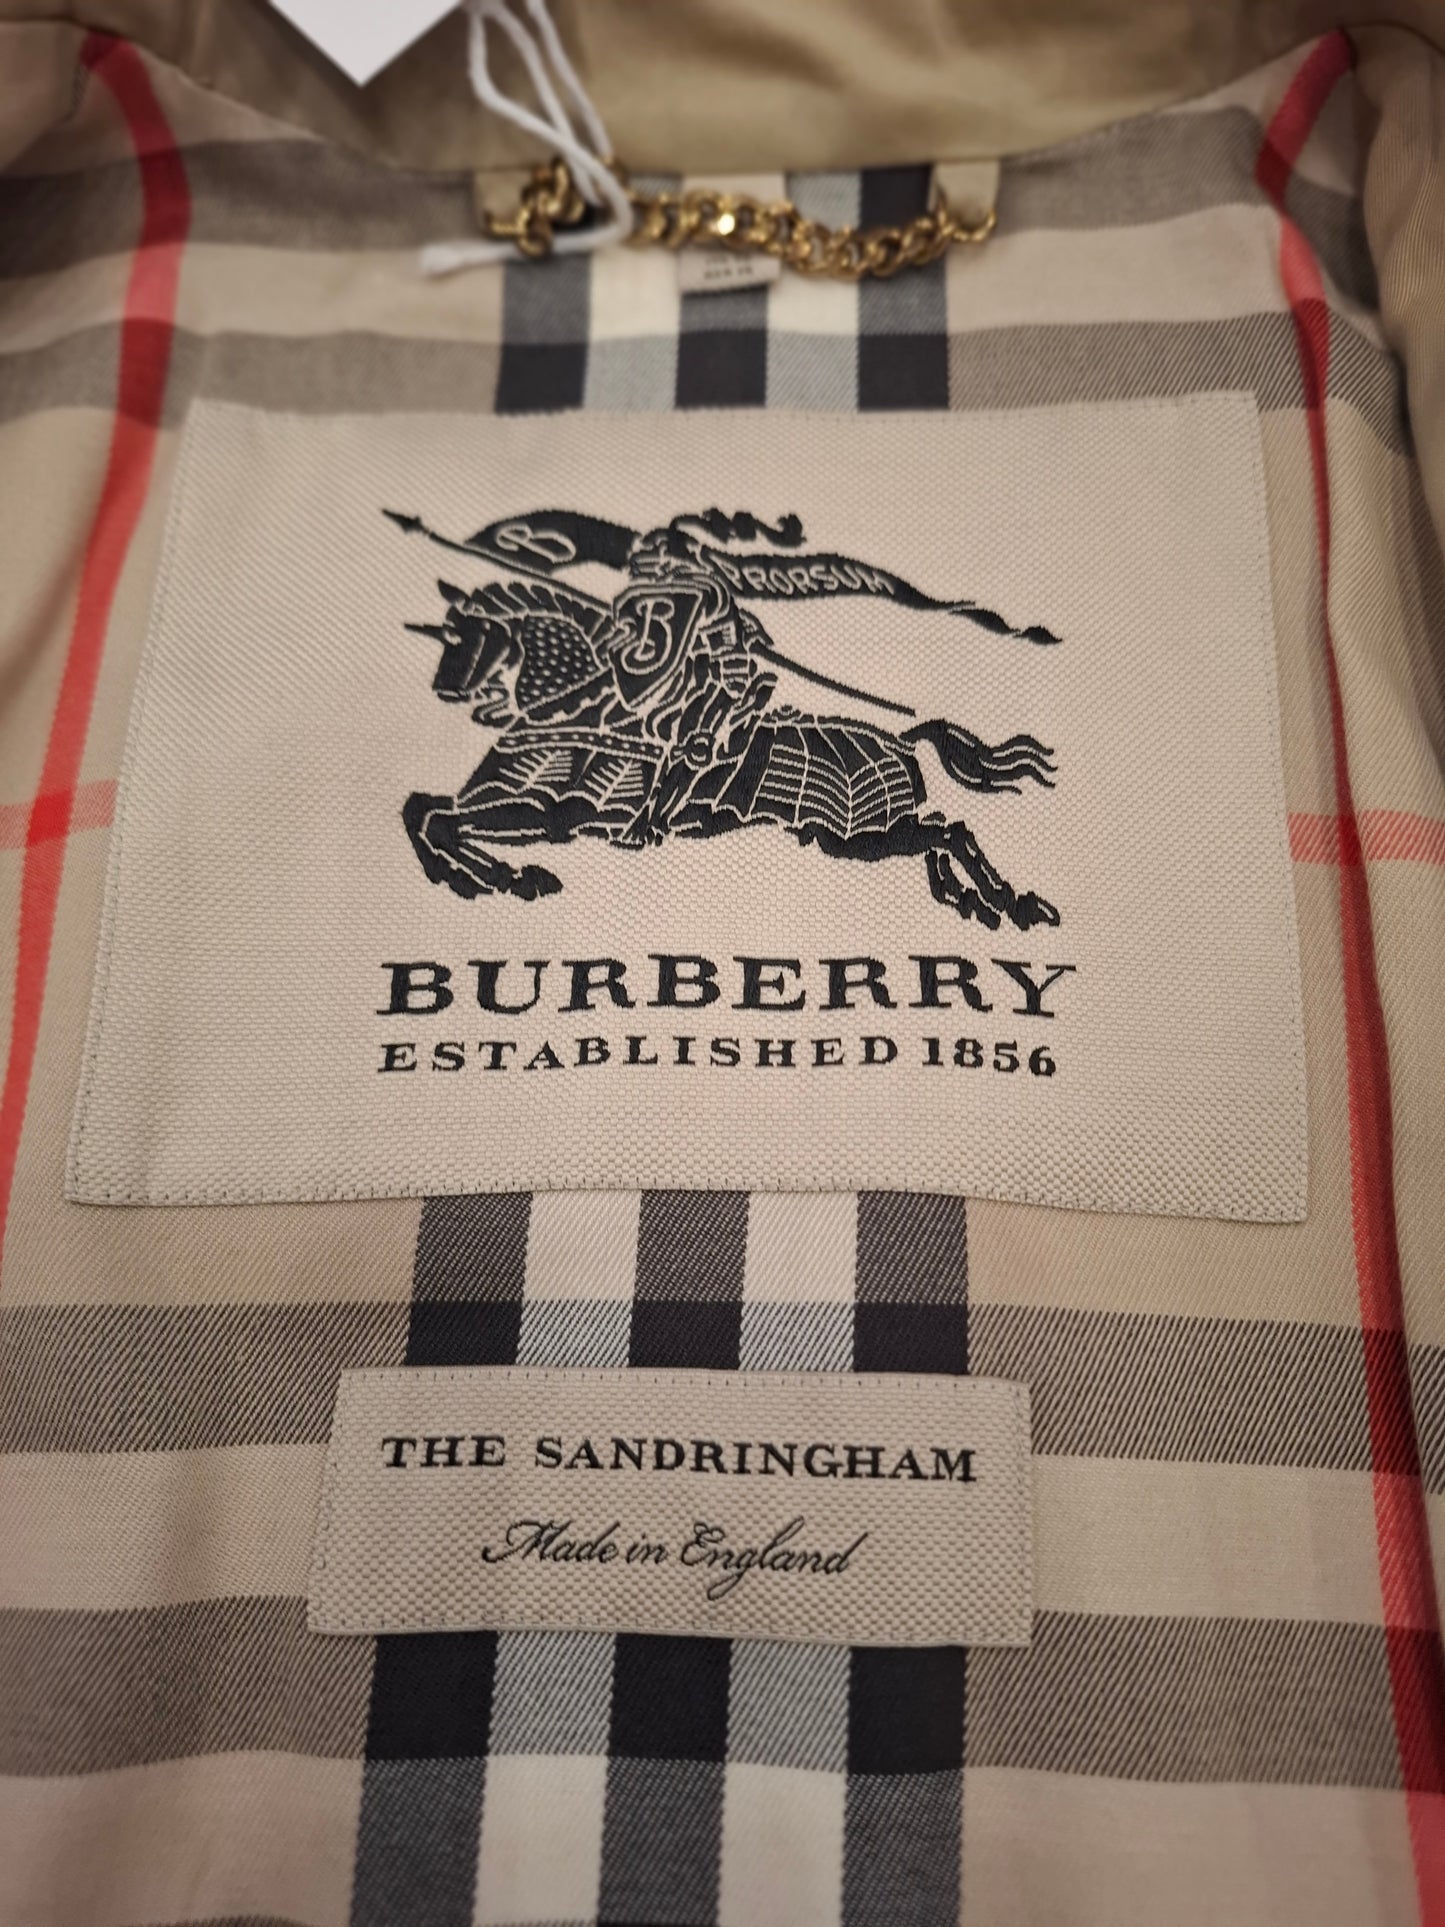 B
PRORSUM
B
BURBERRY
ESTABLISHED 1856
THE SANDRINGHAM
Made in England